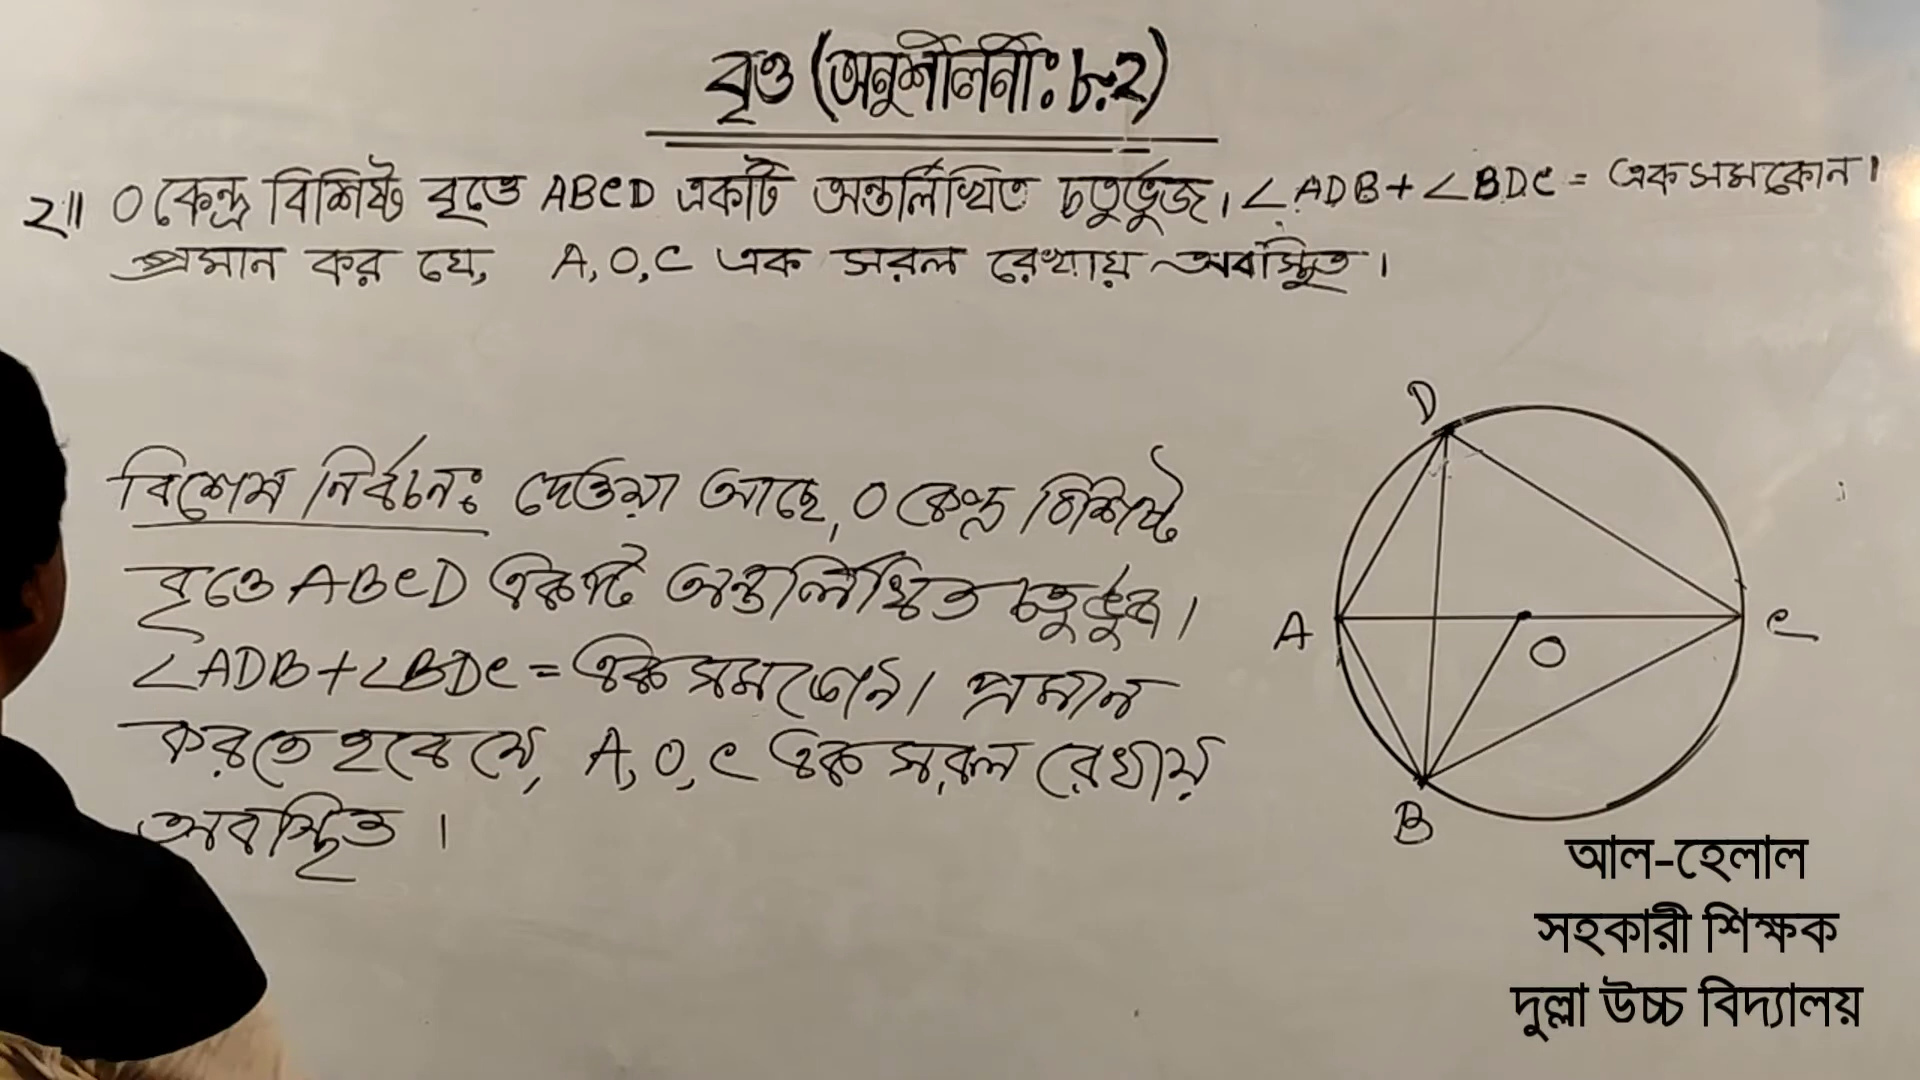 বৃত্ত (অনুশীলনীঃ ৮.২)
২॥ O কেন্দ্র বিশিষ্ট বৃত্তে ABCD একটি অন্তর্লিখিত চতুর্ভুজ। ∠ADB+∠BDC = এক সমকোন।
প্রমান কর যে, A,O,C এক সরল রেখায় অবস্থিত।
বিশেষ নির্বচনঃ দেওয়া আছে, O কেন্দ্র বিশিষ্ট
বৃত্তে ABCD একটি অন্তর্লিখিত চতুর্ভুজ।
∠ADB+∠BDC = এক সমকোন। প্রমান
করতে হবে যে, A,O,C এক সরল রেখায়
অবস্থিত।
D
A
O
C
B
আল-হেলাল
সহকারী শিক্ষক
দুল্লা উচ্চ বিদ্যালয়